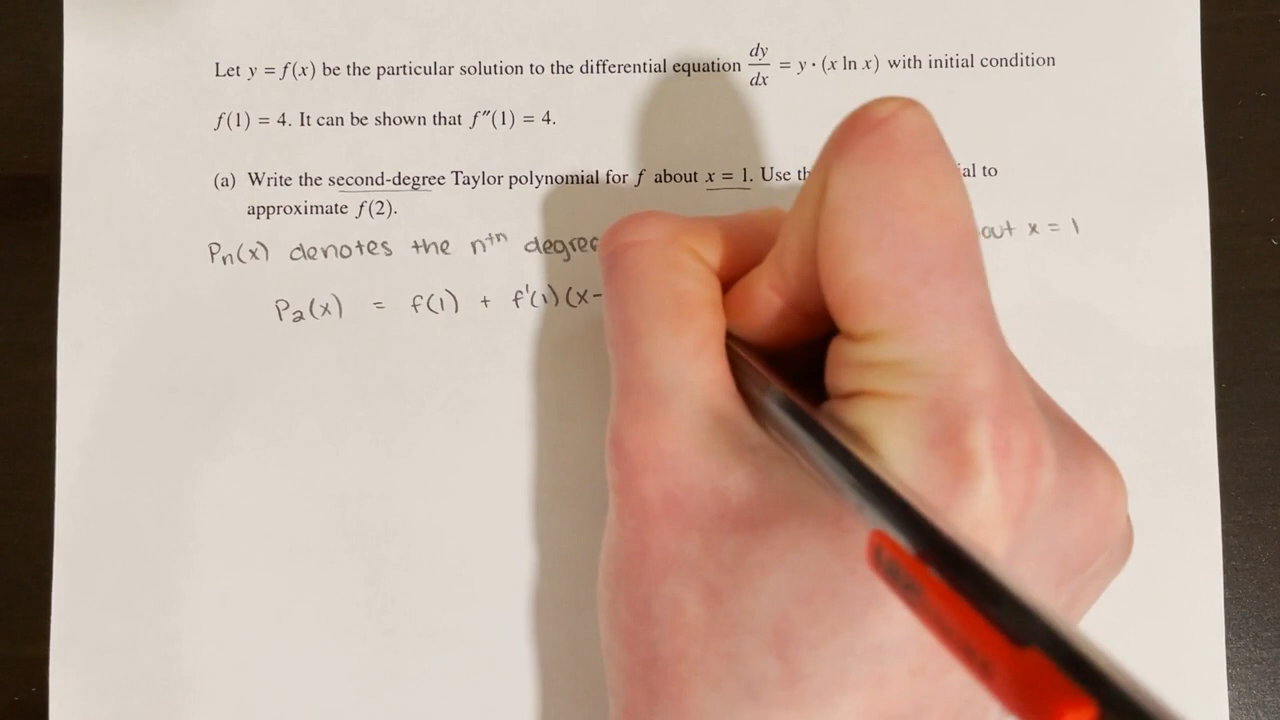 Let y = f(x) be the particular solution to the differential equation dy/dx = y · (x ln x) with initial condition
f(1) = 4. It can be shown that f″(1) = 4.
(a) Write the second-degree Taylor polynomial for f about x = 1. Use to
approximate f(2).
Pn(x) denotes the nth x = 1
P2(x) = f(1) + f'(1)(x-